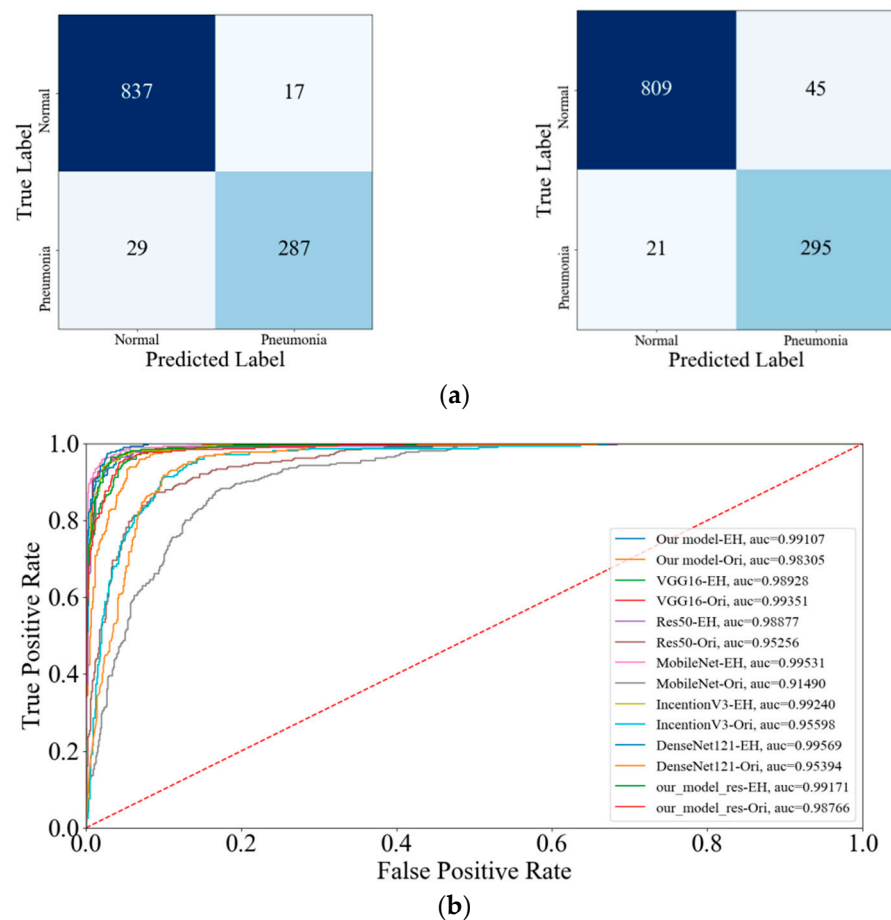 Normal
837
17
True Label
Pneumonia
29
287
Normal
Pneumonia
Predicted Label
Normal
809
45
True Label
Pneumonia
21
295
Normal
Pneumonia
Predicted Label
(a)
1.0
0.8
0.6
0.4
0.2
0.0
True Positive Rate
Our model-EH, auc=0.99107
Our model-Ori, auc=0.98305
VGG16-EH, auc=0.98928
VGG16-Ori, auc=0.99351
Res50-EH, auc=0.98877
Res50-Ori, auc=0.95256
MobileNet-EH, auc=0.99531
MobileNet-Ori, auc=0.91490
IncentionV3-EH, auc=0.99240
IncentionV3-Ori, auc=0.95598
DenseNet121-EH, auc=0.99569
DenseNet121-Ori, auc=0.95394
our_model_res-EH, auc=0.99171
our_model_res-Ori, auc=0.98766
0.0 0.2 0.4 0.6 0.8 1.0
False Positive Rate
(b)